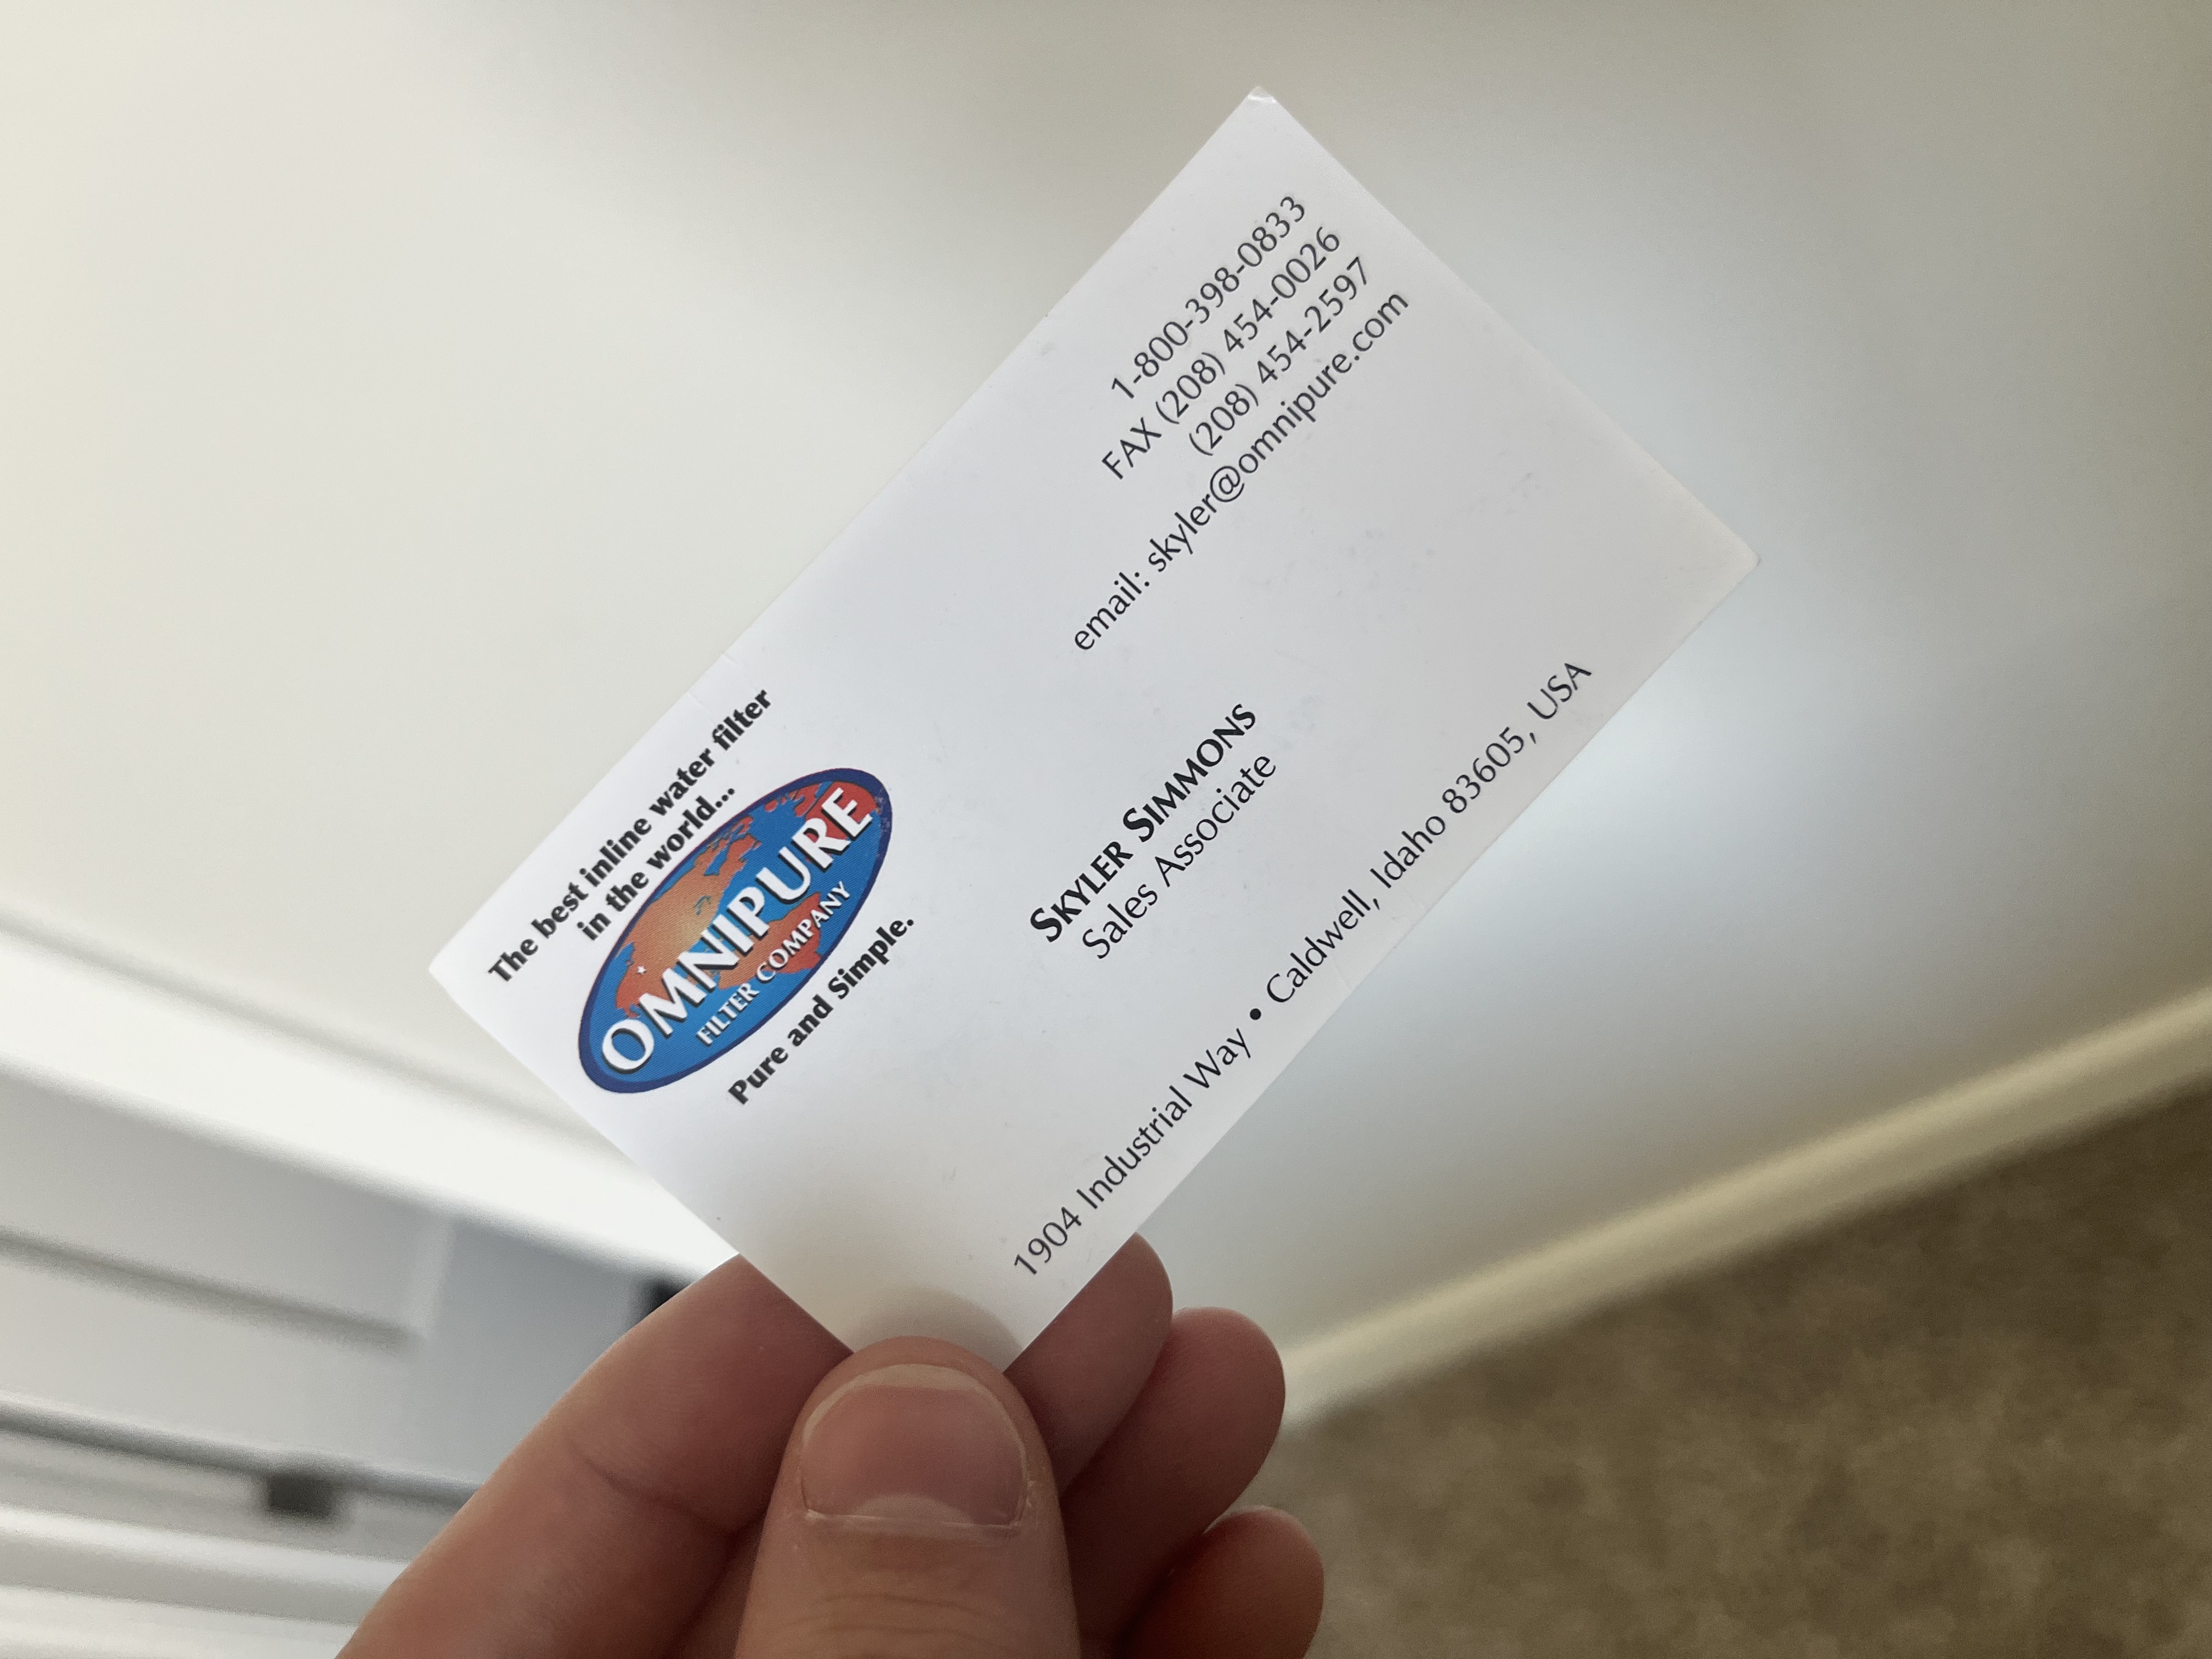 The best inline water filter
in the world...
OMNIPURE
FILTER COMPANY
Pure and Simple.
1-800-398-0833
FAX (208) 454-0026
(208) 454-2597
email: skyler@omnipure.com
SKYLER SIMMONS
Sales Associate
1904 Industrial Way • Caldwell, Idaho 83605, USA